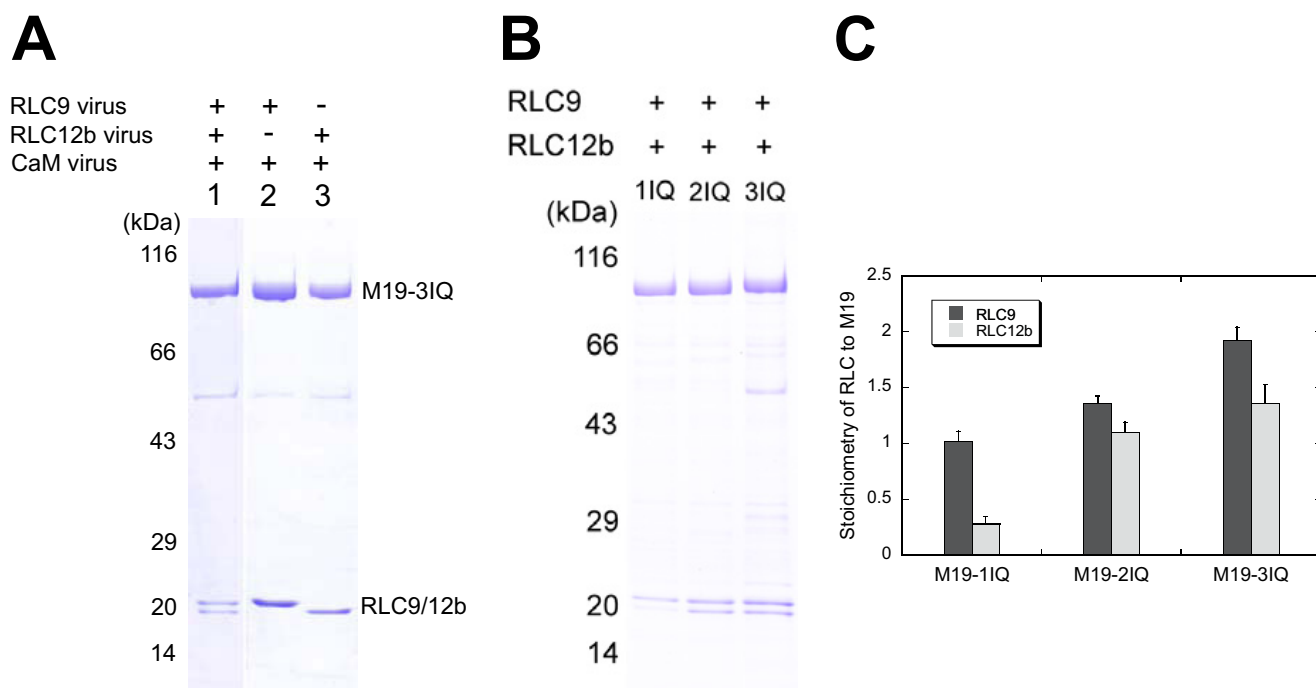 A
RLC9 virus + + -
RLC12b virus + - +
CaM virus + + +
1 2 3
(kDa)
116
M19-3IQ
66
43
29
20
RLC9/12b
14
B
RLC9 + + +
RLC12b + + +
1IQ 2IQ 3IQ
(kDa)
116
66
43
29
20
14
C
2.5
2
1.5
1
0.5
0
Stoichiometry of RLC to M19
RLC9
RLC12b
M19-1IQ M19-2IQ M19-3IQ